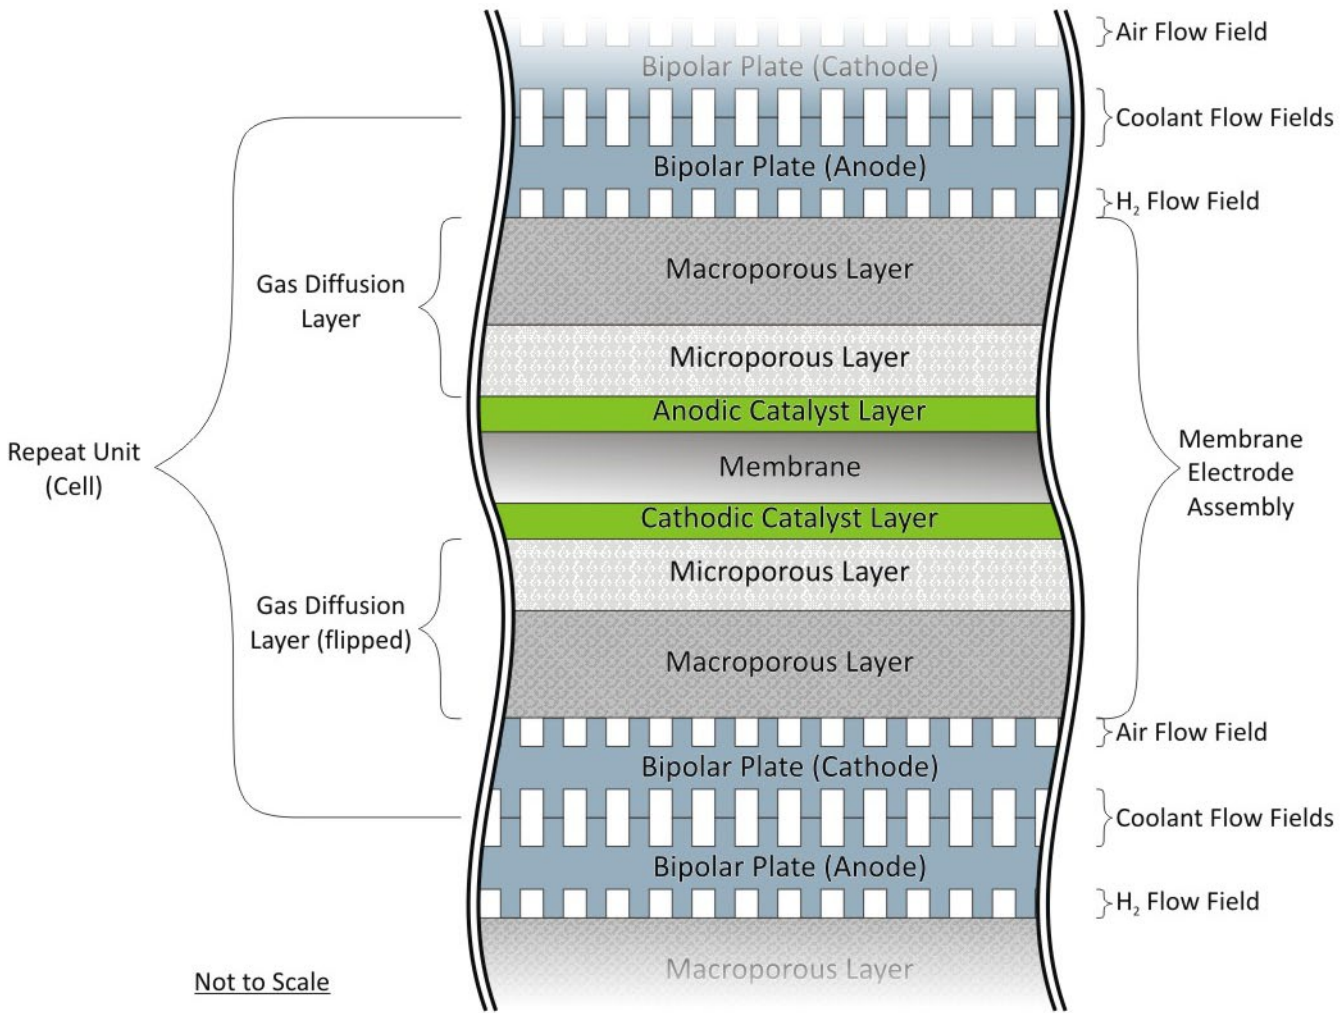 Air Flow Field
Bipolar Plate (Cathode)
Coolant Flow Fields
Bipolar Plate (Anode)
H₂ Flow Field
Macroporous Layer
Gas Diffusion
Layer
Microporous Layer
Anodic Catalyst Layer
Repeat Unit
(Cell)
Membrane
Membrane
Electrode
Assembly
Cathodic Catalyst Layer
Microporous Layer
Gas Diffusion
Layer (flipped)
Macroporous Layer
Air Flow Field
Bipolar Plate (Cathode)
Coolant Flow Fields
Bipolar Plate (Anode)
H₂ Flow Field
Macroporous Layer
Not to Scale